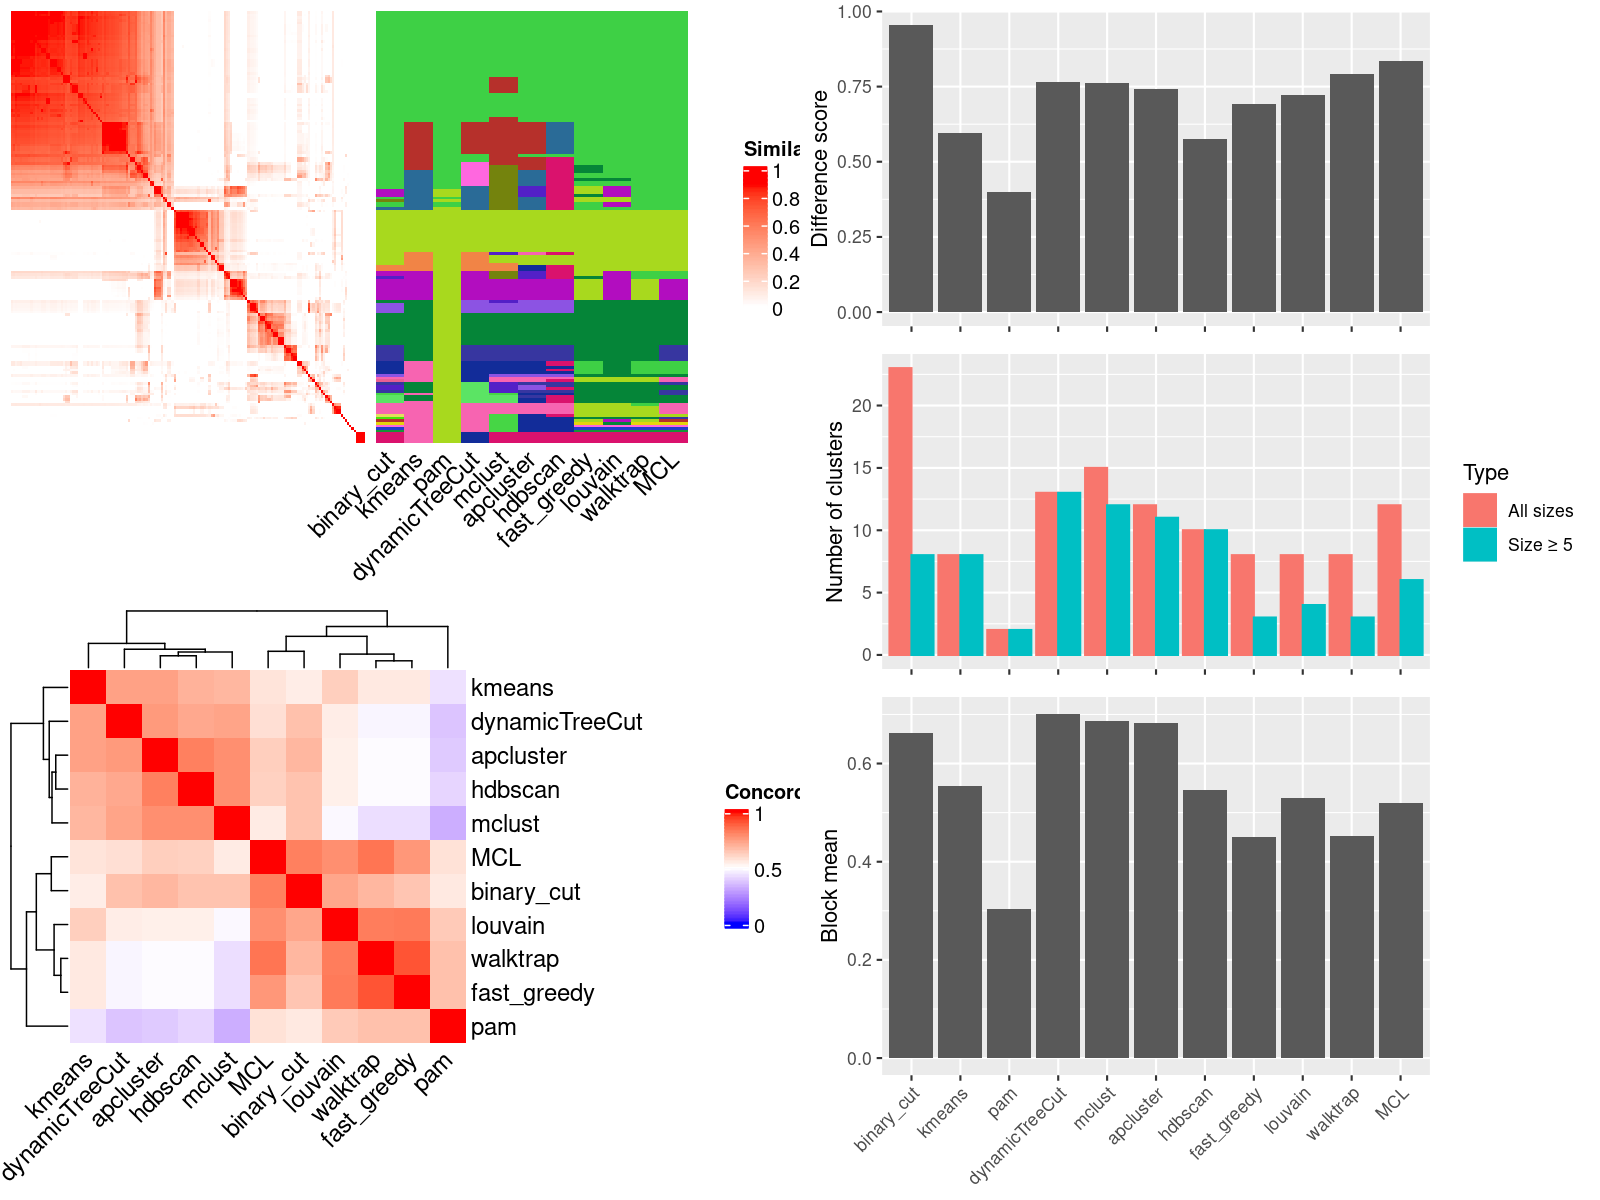 Simila
1
0.8
0.6
0.4
0.2
0
binary_cut
kmeans
pam
dynamicTreeCut
mclust
apcluster
hdbscan
fast_greedy
louvain
walktrap
MCL
kmeans
dynamicTreeCut
apcluster
hdbscan
mclust
MCL
binary_cut
louvain
walktrap
fast_greedy
pam
kmeans
dynamicTreeCut
apcluster
hdbscan
mclust
MCL
binary_cut
louvain
walktrap
fast_greedy
pam
Concord
1
0.5
0
Difference score
1.00
0.75
0.50
0.25
0.00
Number of clusters
20
15
10
5
0
Type
All sizes
Size ≥ 5
Block mean
0.6
0.4
0.2
0.0
binary_cut
kmeans
pam
dynamicTreeCut
mclust
apcluster
hdbscan
fast_greedy
louvain
walktrap
MCL